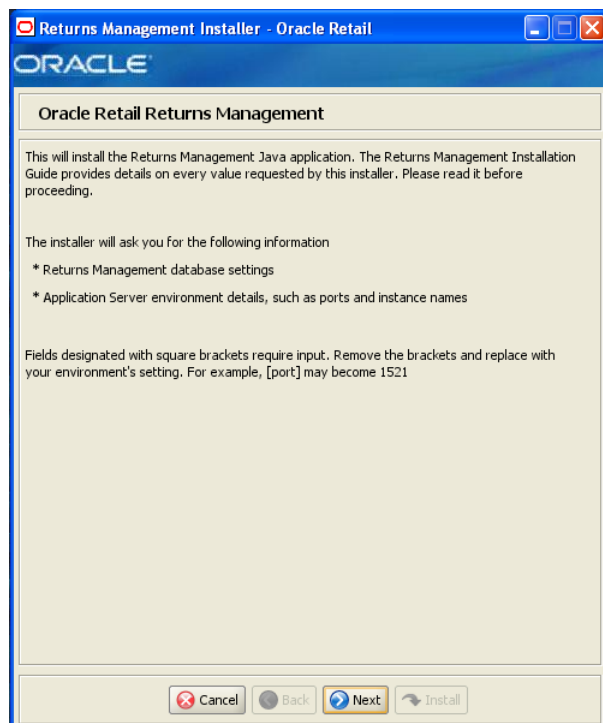 Returns Management Installer - Oracle Retail
ORACLE
Oracle Retail Returns Management
This will install the Returns Management Java application. The Returns Management Installation
Guide provides details on every value requested by this installer. Please read it before
proceeding.
The installer will ask you for the following information
* Returns Management database settings
* Application Server environment details, such as ports and instance names
Fields designated with square brackets require input. Remove the brackets and replace with
your environment's setting. For example, [port] may become 1521
Cancel Back Next Install